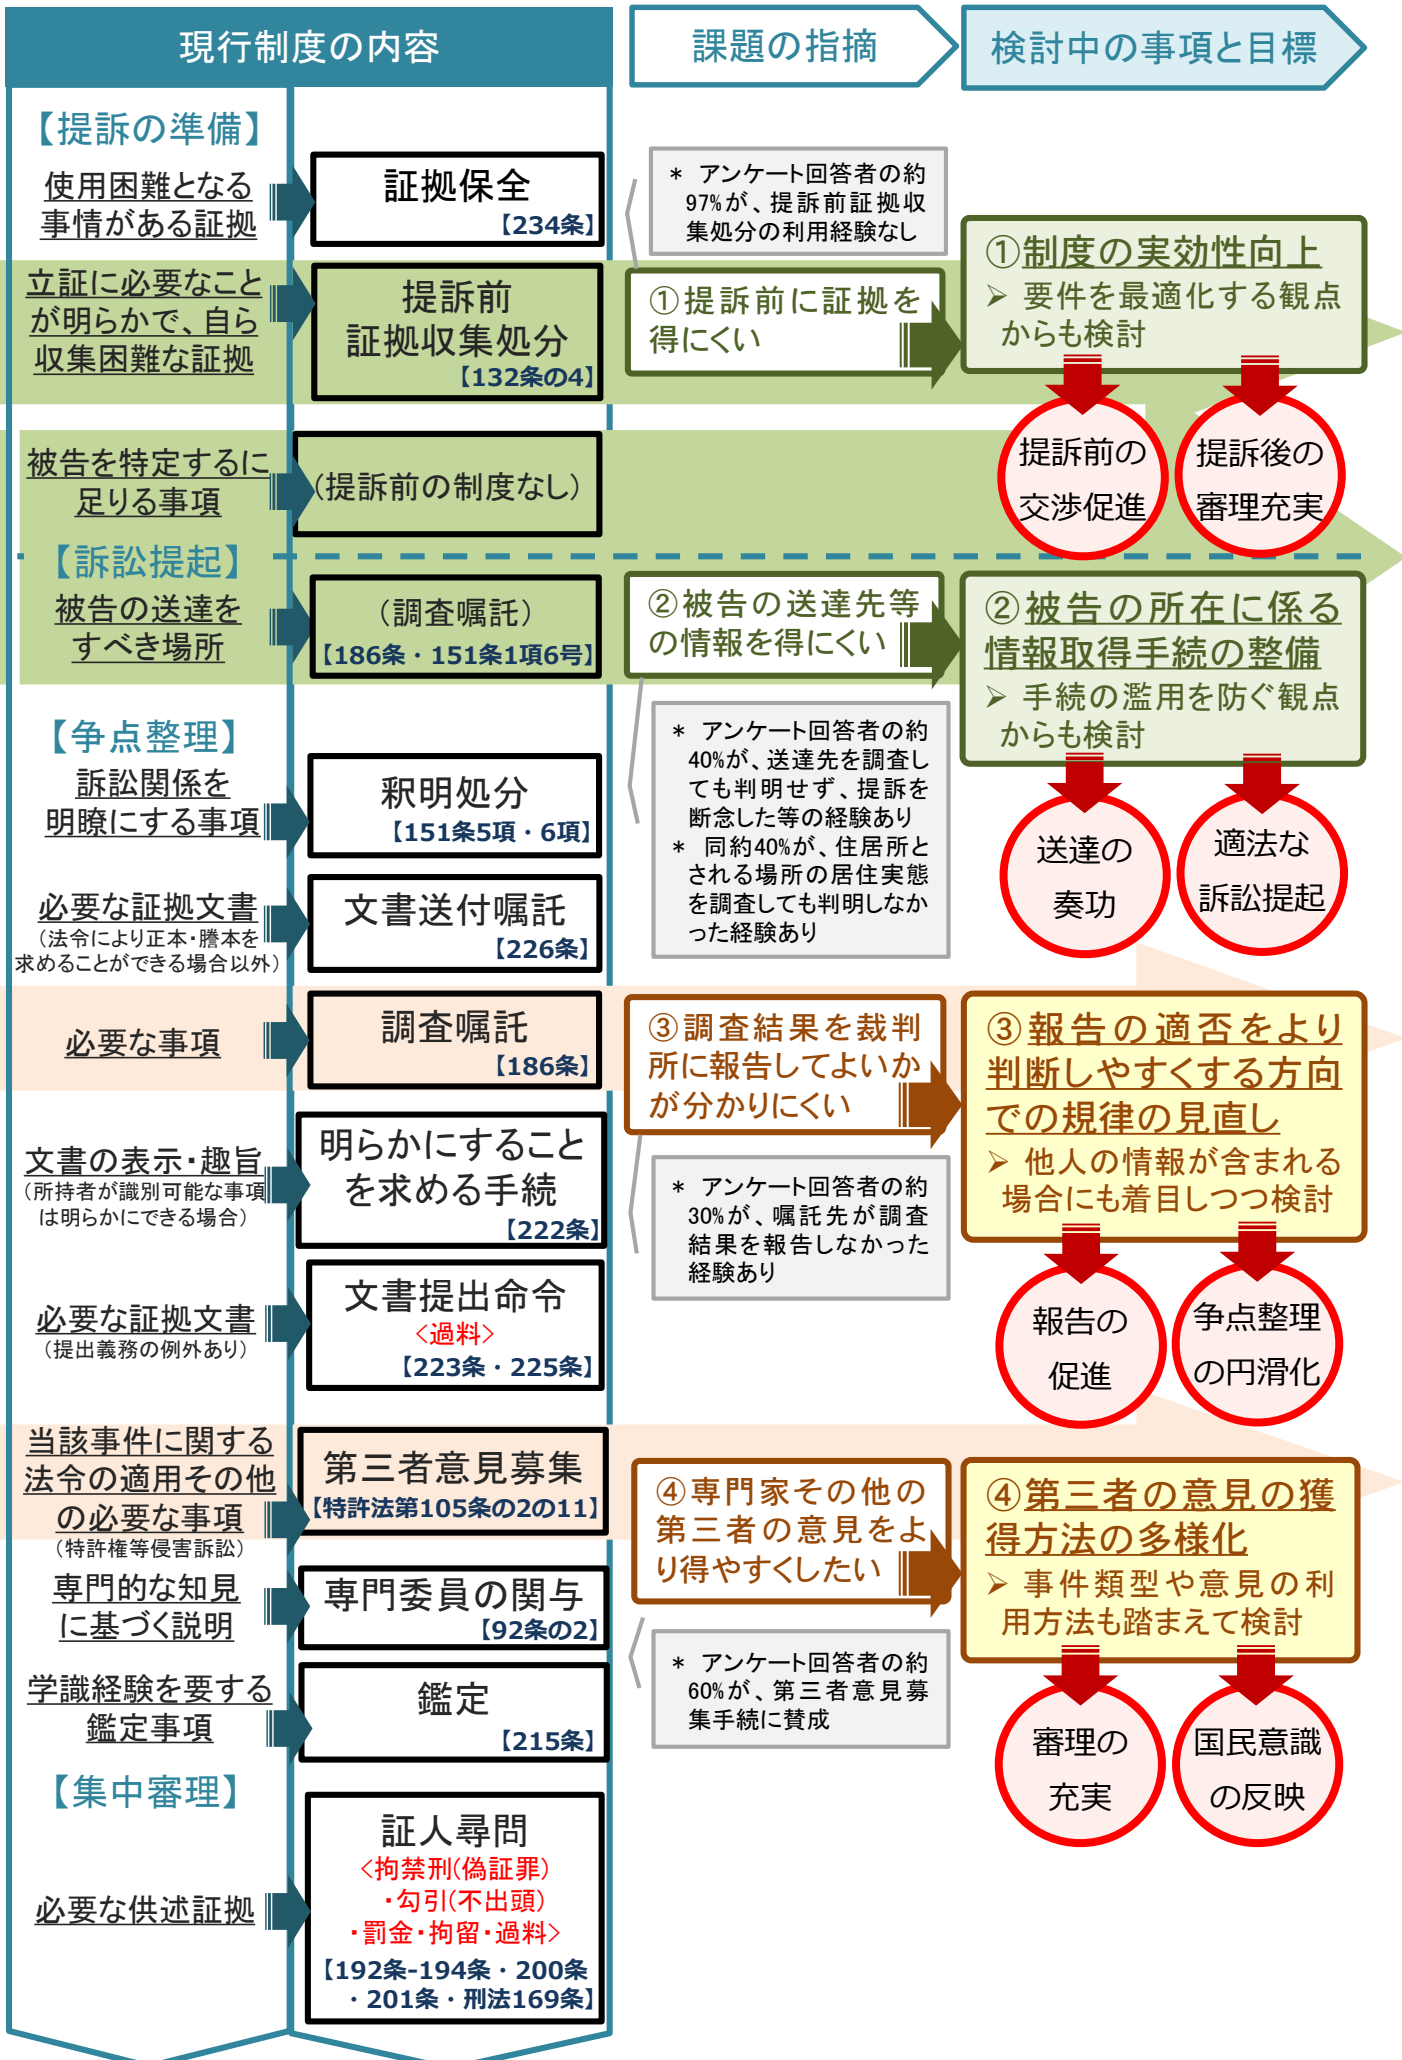 現行制度の内容
課題の指摘
検討中の事項と目標
【提訴の準備】
使用困難となる
事情がある証拠
証拠保全
【234条】
* アンケート回答者の約
97%が、提訴前証拠収
集処分の利用経験なし
立証に必要なこと
が明らかで、自ら
収集困難な証拠
提訴前
証拠収集処分
【132条の4】
①提訴前に証拠を
得にくい
①制度の実効性向上
➢ 要件を最適化する観点
からも検討
提訴前の
交渉促進
提訴後の
審理充実
被告を特定するに
足りる事項
(提訴前の制度なし)
【訴訟提起】
被告の送達を
すべき場所
(調査嘱託)
【186条・151条1項6号】
②被告の送達先等
の情報を得にくい
②被告の所在に係る
情報取得手続の整備
➢ 手続の濫用を防ぐ観点
からも検討
* アンケート回答者の約
40%が、送達先を調査し
ても判明せず、提訴を
断念した等の経験あり
* 同約40%が、住居所と
される場所の居住実態
を調査しても判明しなか
った経験あり
送達の
奏功
適法な
訴訟提起
【争点整理】
訴訟関係を
明瞭にする事項
釈明処分
【151条5項・6項】
必要な証拠文書
(法令により正本・謄本を
求めることができる場合以外)
文書送付嘱託
【226条】
必要な事項
調査嘱託
【186条】
③調査結果を裁判
所に報告してよいか
が分かりにくい
③報告の適否をより
判断しやすくする方向
での規律の見直し
➢ 他人の情報が含まれる
場合にも着目しつつ検討
* アンケート回答者の約
30%が、嘱託先が調査
結果を報告しなかった
経験あり
報告の
促進
争点整理
の円滑化
文書の表示・趣旨
(所持者が識別可能な事項
は明らかにできる場合)
明らかにすること
を求める手続
【222条】
必要な証拠文書
(提出義務の例外あり)
文書提出命令
<過料>
【223条・225条】
当該事件に関する
法令の適用その他
の必要な事項
(特許権等侵害訴訟)
第三者意見募集
【特許法第105条の2の11】
④専門家その他の
第三者の意見をよ
り得やすくしたい
④第三者の意見の獲
得方法の多様化
➢ 事件類型や意見の利
用方法も踏まえて検討
* アンケート回答者の約
60%が、第三者意見募
集手続に賛成
審理の
充実
国民意識
の反映
専門的な知見
に基づく説明
専門委員の関与
【92条の2】
学識経験を要する
鑑定事項
鑑定
【215条】
【集中審理】
必要な供述証拠
証人尋問
<拘禁刑(偽証罪)
・勾引(不出頭)
・罰金・拘留・過料>
【192条-194条・200条
・201条・刑法169条】